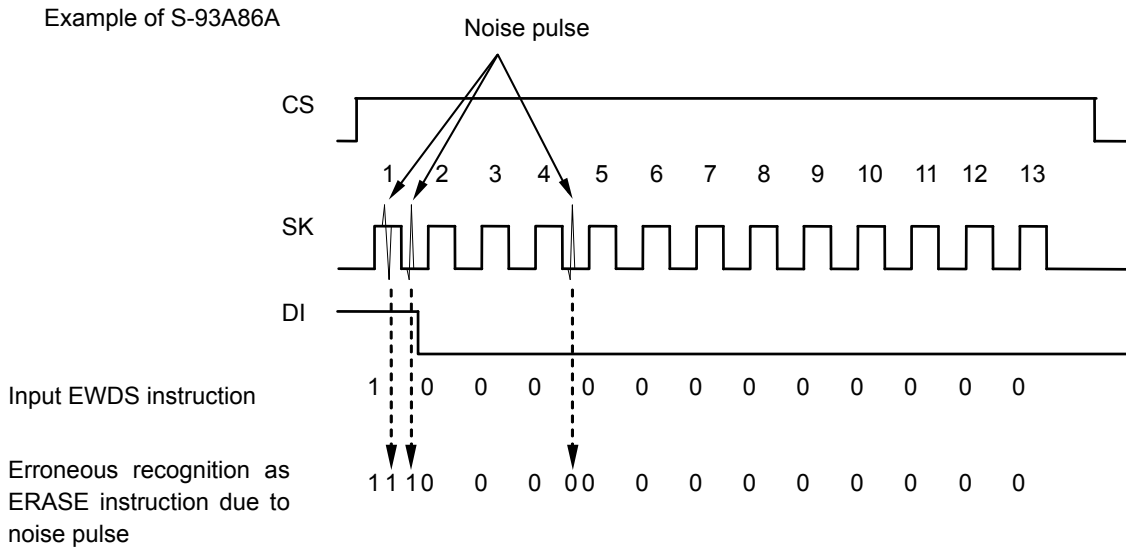 Example of S-93A86A
Noise pulse
CS
1 2 3 4 5 6 7 8 9 10 11 12 13
SK
DI
Input EWDS instruction
1 0 0 0 0 0 0 0 0 0 0 0 0
Erroneous recognition as
ERASE instruction due to
noise pulse
1 1 1 0 0 0 0 0 0 0 0 0 0 0 0 0